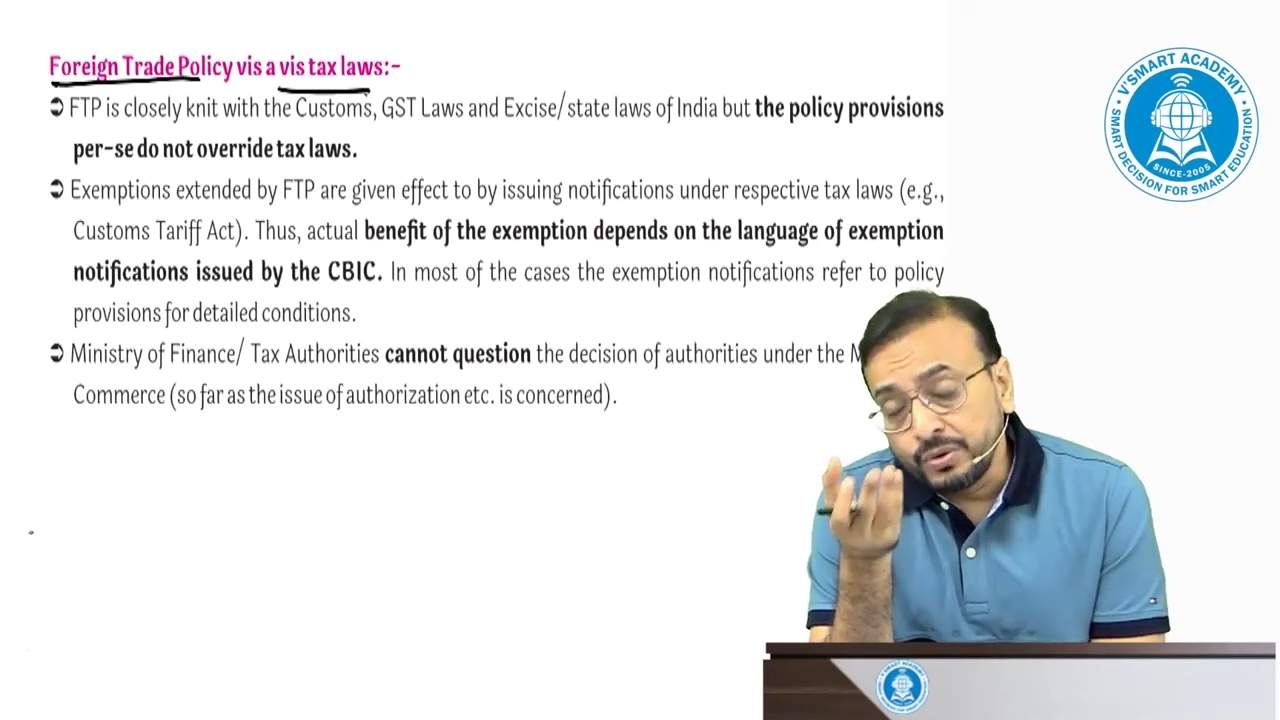 Foreign Trade Policy vis a vis tax laws:-
➲ FTP is closely knit with the Customs, GST Laws and Excise/state laws of India but the policy provisions
per-se do not override tax laws.
➲ Exemptions extended by FTP are given effect to by issuing notifications under respective tax laws (e.g.,
Customs Tariff Act). Thus, actual benefit of the exemption depends on the language of exemption
notifications issued by the CBIC. In most of the cases the exemption notifications refer to policy
provisions for detailed conditions.
➲ Ministry of Finance/ Tax Authorities cannot question the decision of authorities under the
Commerce (so far as the issue of authorization etc. is concerned).
V'SMART ACADEMY
SINCE-2005
SMART DECISION FOR SMART EDUCATION
V'SMART ACADEMY